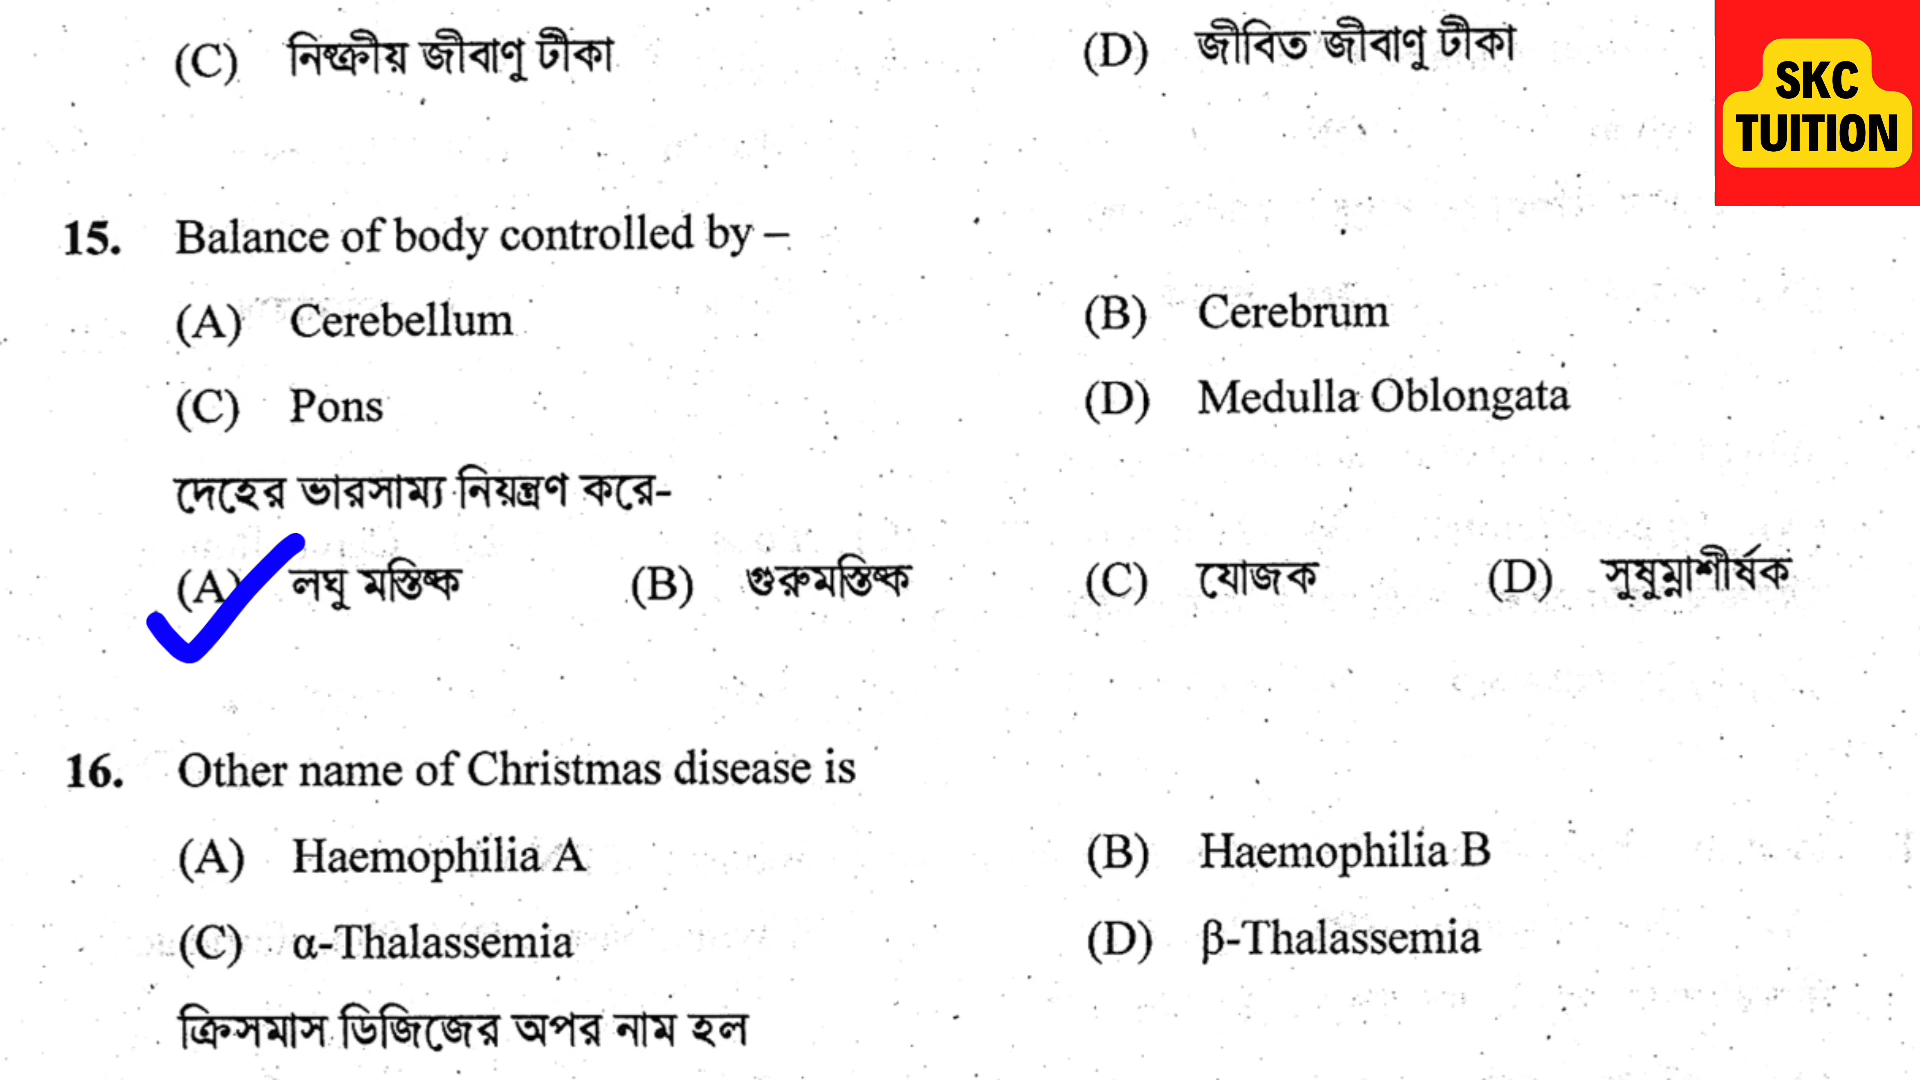 (C) নিষ্ক্রীয় জীবাণু টীকা (D) জীবিত জীবাণু টীকা
SKC
TUITION
15. Balance of body controlled by –
(A) Cerebellum (B) Cerebrum
(C) Pons (D) Medulla Oblongata
দেহের ভারসাম্য নিয়ন্ত্রণ করে-
(A) লঘু মস্তিষ্ক (B) গুরুমস্তিষ্ক (C) যোজক (D) সুষুম্নাশীর্ষক
16. Other name of Christmas disease is
(A) Haemophilia A (B) Haemophilia B
(C) α-Thalassemia (D) β-Thalassemia
ক্রিসমাস ডিজিজের অপর নাম হল